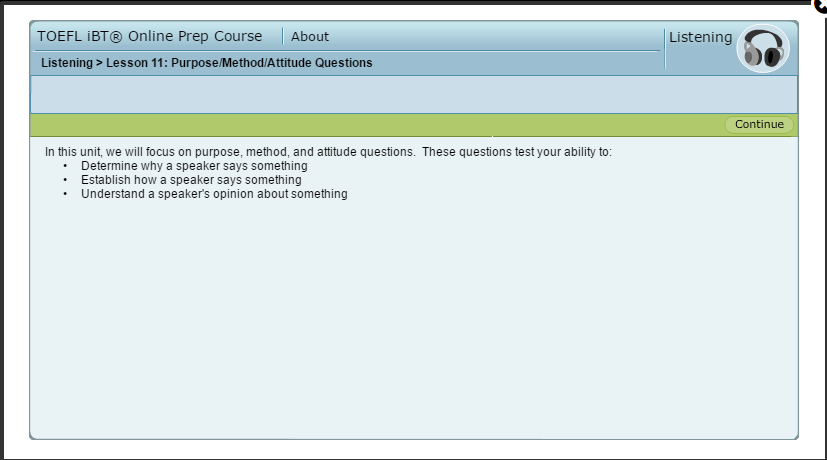 TOEFL iBT® Online Prep Course About
Listening
Listening > Lesson 11: Purpose/Method/Attitude Questions
Continue
In this unit, we will focus on purpose, method, and attitude questions.  These questions test your ability to:
• Determine why a speaker says something
• Establish how a speaker says something
• Understand a speaker's opinion about something